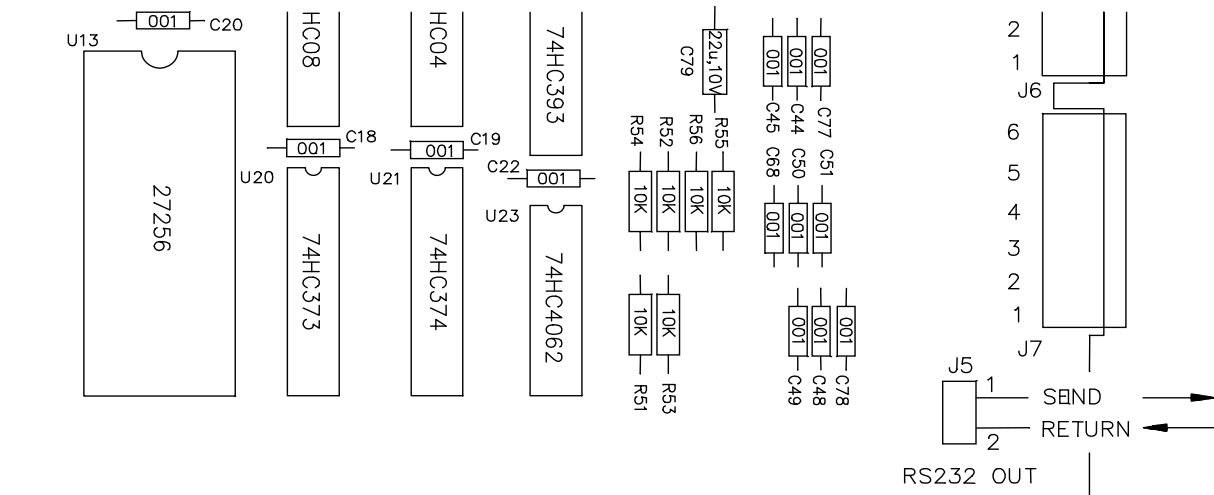 001 C20
U13
27256
HC08
001 C18
U20
74HC373
HC04
001 C19
U21
74HC374
74HC393
C22
001
U23
74HC4062
22u,10V
C79
R54
R52
R56
R55
10K
10K
10K
10K
10K
10K
R51
R53
001
001
001
C45
C44
C77
C68
C50
C51
001
001
001
001
001
001
C49
C48
C78
2
1
J6
6
5
4
3
2
1
J7
J5
1 SEND
RETURN
2
RS232 OUT